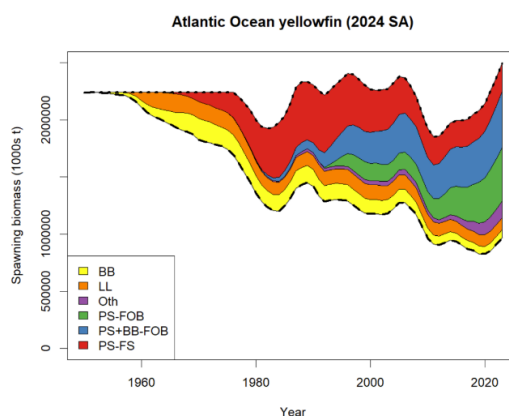 Atlantic Ocean yellowfin (2024 SA)
Spawning biomass (1000s t)
2000000
1000000
500000
0
BB
LL
Oth
PS-FOB
PS+BB-FOB
PS-FS
1960
1980
2000
2020
Year